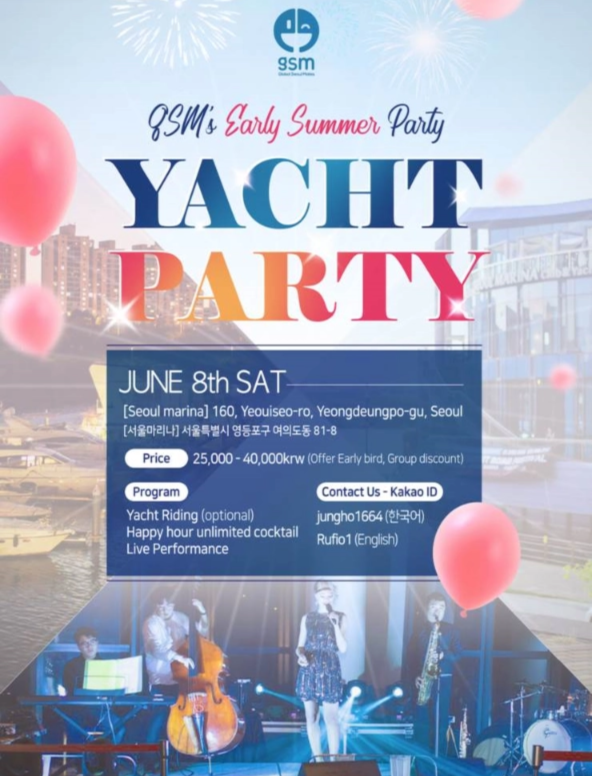 gsm
GSM's Early Summer Party
YACHT
PARTY
JUNE 8th SAT
[Seoul marina] 160, Yeouiseo-ro, Yeongdeungpo-gu, Seoul
[서울마리나] 서울특별시 영등포구 여의도동 81-8
Price 25,000 - 40,000krw (Offer Early bird, Group discount)
Program
Yacht Riding (optional)
Happy hour unlimited cocktail
Live Performance
Contact Us - Kakao ID
jungho1664 (한국어)
Rufio1 (English)